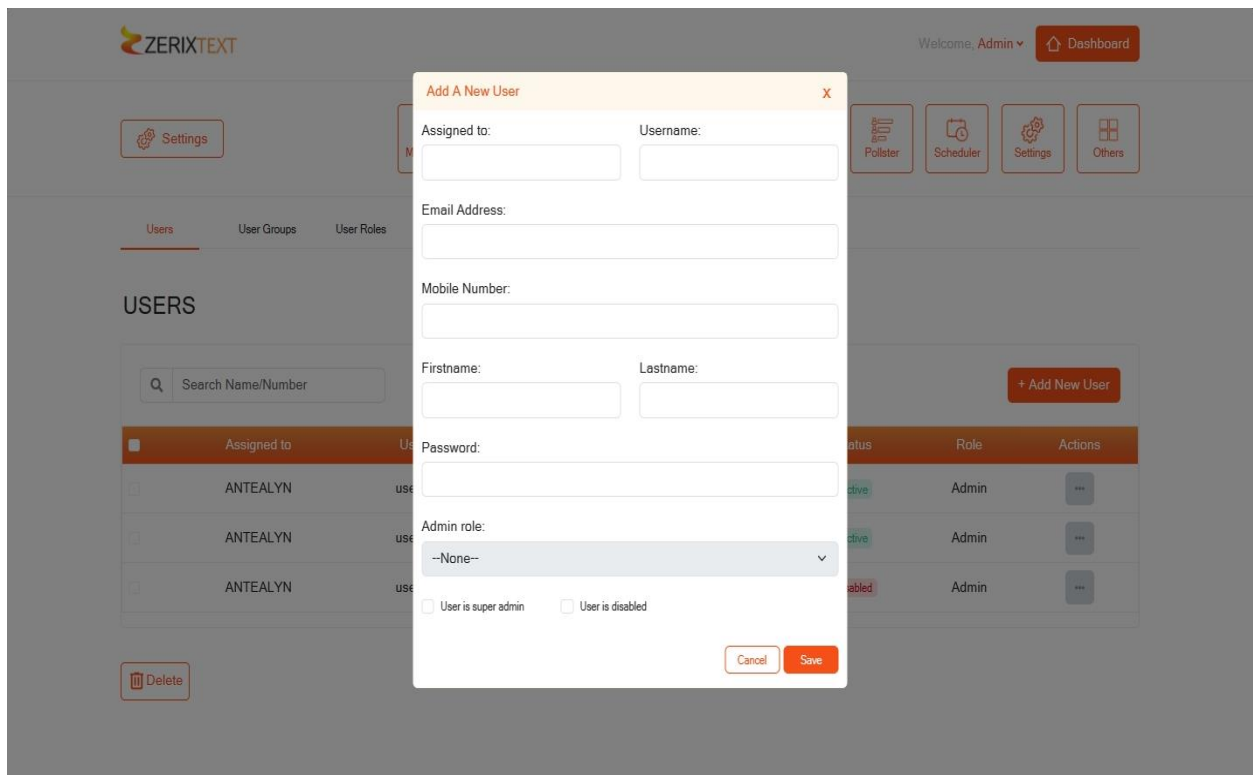 ZERIXTEXT
Welcome, Admin
Dashboard
Add A New User
X
Settings
Pollster
Scheduler
Settings
Others
Assigned to:
Username:
Email Address:
Users
User Groups
User Roles
Mobile Number:
USERS
Firstname:
Lastname:
Search Name/Number
+ Add New User
Password:
Assigned to
Role
Actions
ANTEALYN
Admin
ANTEALYN
Admin
Admin role:
--None--
ANTEALYN
Admin
User is super admin
User is disabled
Cancel
Save
Delete